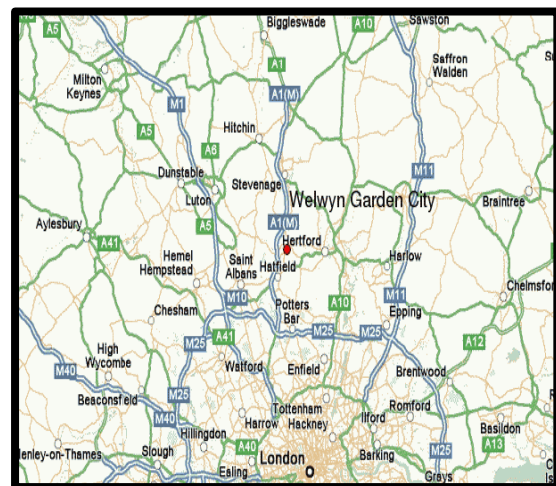 Biggleswade
A10
Sawston
A5
A5
A1
Milton
Keynes
Saffron
Walden
M1
A1(M)
A5
Hitchin
A6
Dunstable
Luton
Stevenage
M11
Welwyn Garden City
Braintree
A5
A1(M)
Aylesbury
A41
Hertford
Hemel
Hempstead
Saint
Albans
Hatfield
Harlow
M10
A10
M11
Chelmsfor
Chesham
Potters
Bar
Epping
M25
A41
M25
M25
A12
High
Wycombe
M40
Watford
Enfield
Brentwood
Beaconsfield
M25
M40
Tottenham
Hackney
Harrow
Ilford
Romford
Basildon
Hillingdon
A40
A13
Henley-on-Thames
Slough
Ealing
London
Barking
M25
Grays